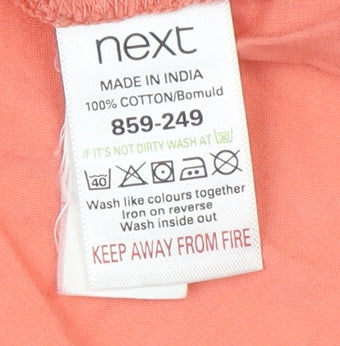 next
MADE IN INDIA
100% COTTON/Bomuld
859-249
IF IT'S NOT DIRTY WASH AT 30
40
Wash like colours together
Iron on reverse
Wash inside out
KEEP AWAY FROM FIRE